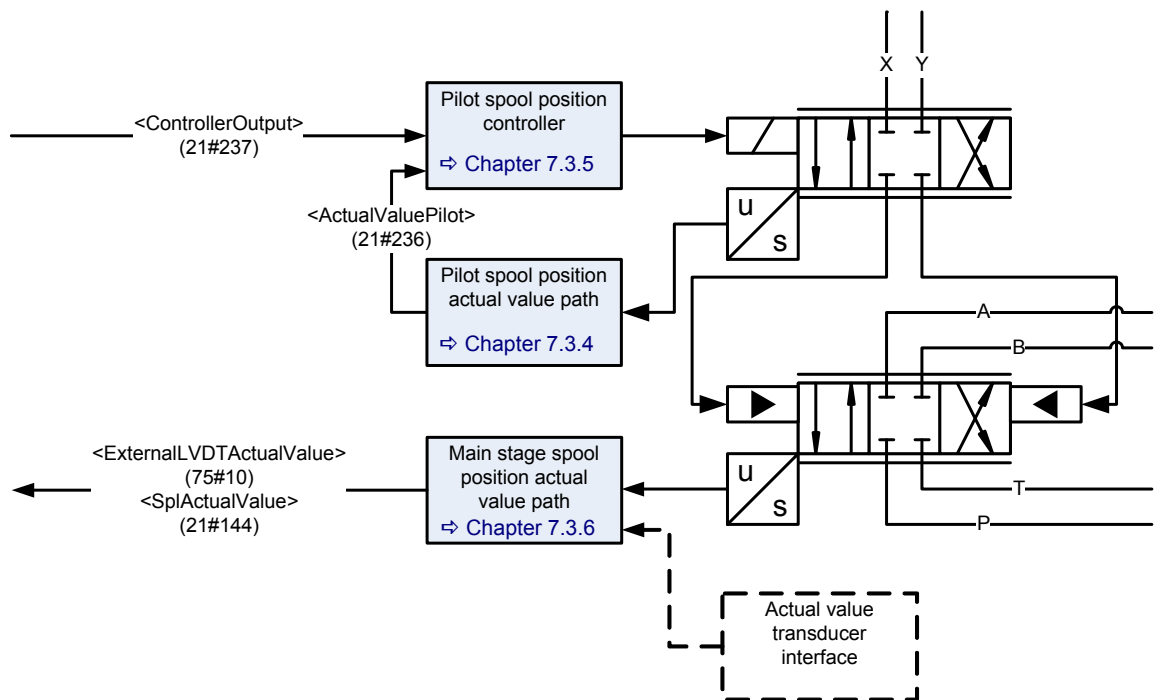 X Y
Pilot spool position
controller
⇨ Chapter 7.3.5
<ControllerOutput>
(21#237)
<ActualValuePilot>
(21#236)
u
s
Pilot spool position
actual value path
⇨ Chapter 7.3.4
A
B
<ExternalLVDTActualValue>
(75#10)
<SplActualValue>
(21#144)
Main stage spool
position actual
value path
⇨ Chapter 7.3.6
u
s
T
P
Actual value
transducer
interface